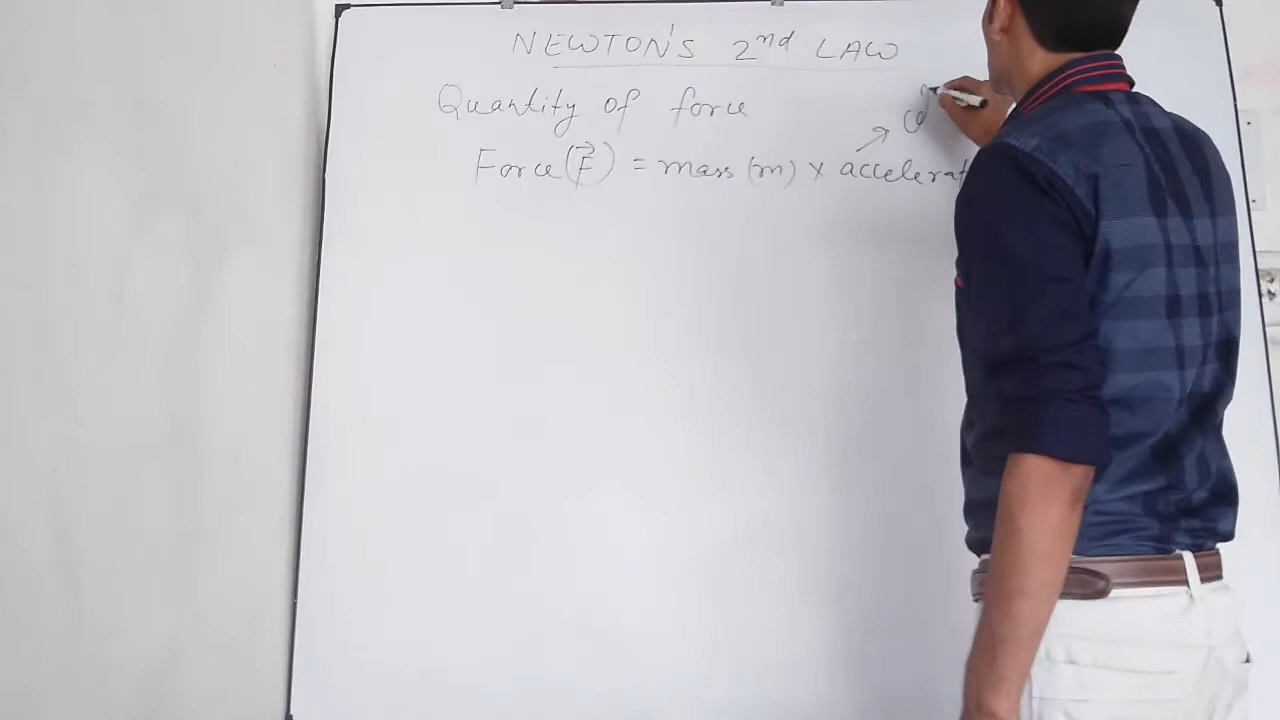 NEWTON'S 2nd LAW
Quantity of force
Force (F⃗) = mass (m) x accelerat